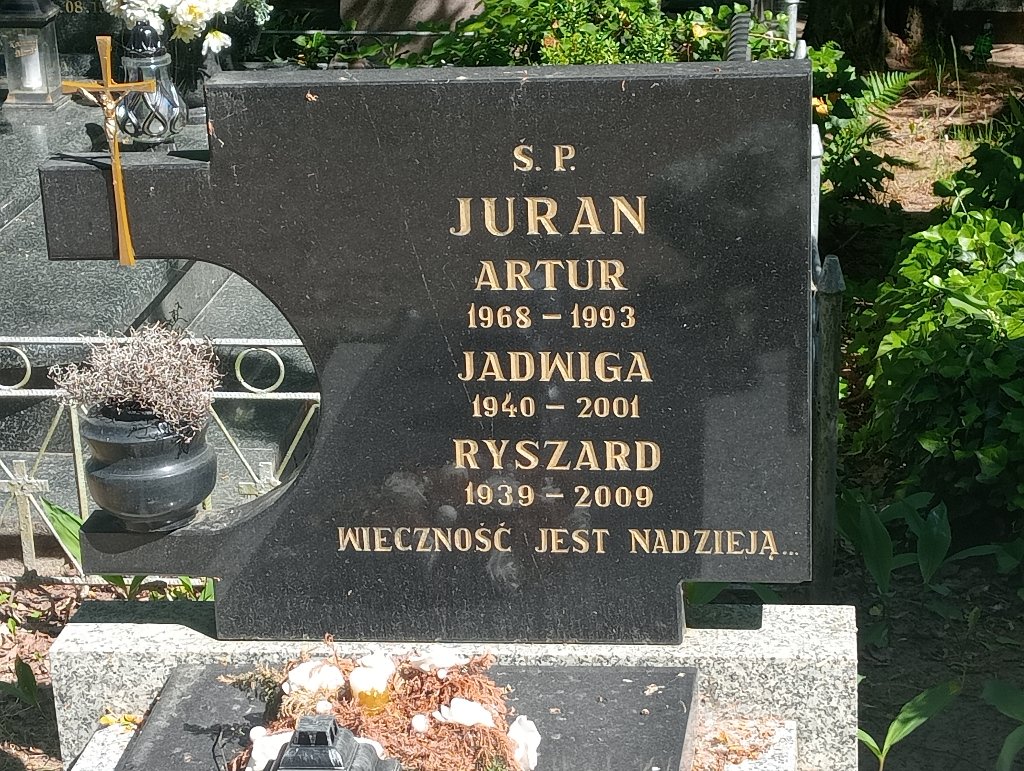 Ś. P.
JURAN
ARTUR
1968 – 1993
JADWIGA
1940 – 2001
RYSZARD
1939 – 2009
WIECZNOŚĆ JEST NADZIEJĄ...